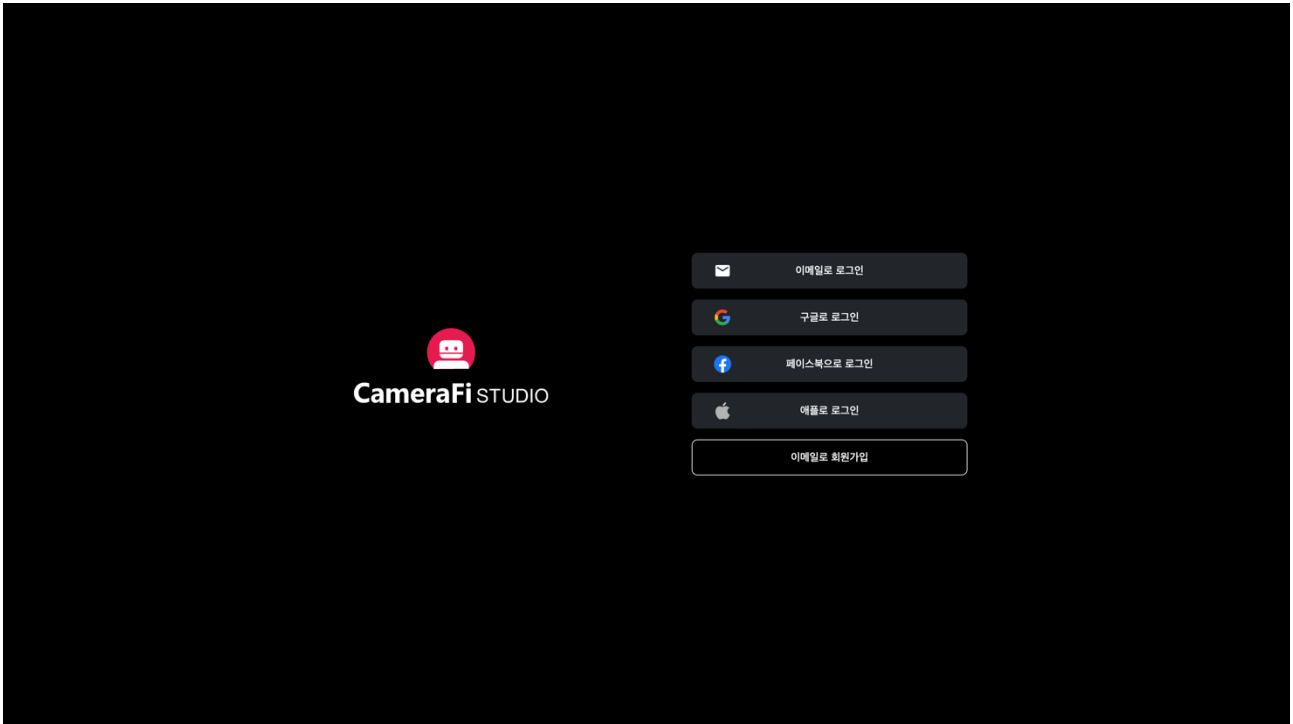 CameraFi STUDIO
이메일로 로그인
구글로 로그인
페이스북으로 로그인
애플로 로그인
이메일로 회원가입